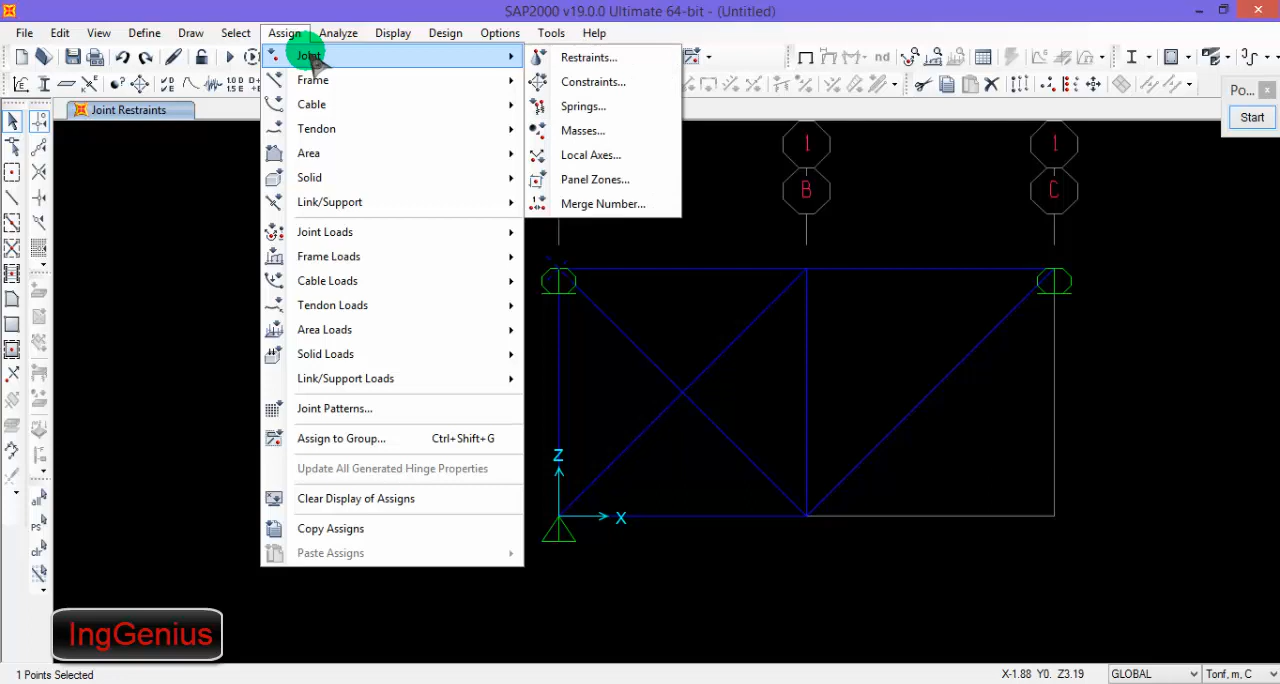 SAP2000 v19.0.0 Ultimate 64-bit - (Untitled)
File Edit View Define Draw Select Assign Analyze Display Design Options Tools Help
nd
Joint Restraints
Po...
Start
all
PS
clr
Joint
Frame
Cable
Tendon
Area
Solid
Link/Support
Joint Loads
Frame Loads
Cable Loads
Tendon Loads
Area Loads
Solid Loads
Link/Support Loads
Joint Patterns...
Assign to Group... Ctrl+Shift+G
Update All Generated Hinge Properties
Clear Display of Assigns
Copy Assigns
Paste Assigns
Restraints...
Constraints...
Springs...
Masses...
Local Axes...
Panel Zones...
Merge Number...
1 1
B C
Z
X
IngGenius
1 Points Selected
X-1.88 Y0. Z3.19
GLOBAL
Tonf, m, C